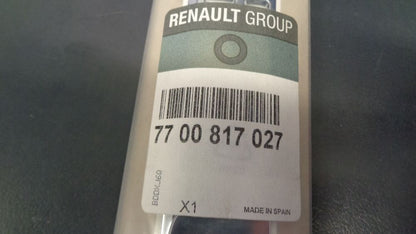 RENAULT GROUP
77 00 817 027
X1
MADE IN SPAIN